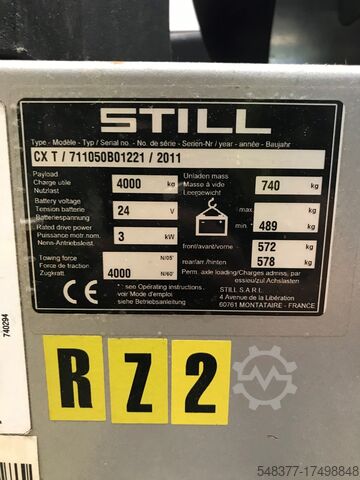 STILL
Type - Modèle - Typ / Serial no. - No. de série - Serien-Nr / year - année - Baujahr
CX T / 711050B01221 / 2011
Payload
Charge utile 4000 kg
Nutzlast
Unladen mass
Masse à vide 740 kg
Leergewicht
Battery voltage
Tension batterie 24 V
Batteriespannung
max. kg
min. * 489 kg
Rated drive power
Puissance motr. nom. 3 kW
Nenn-Antriebsleist.
front/avant/vorne 572 kg
rear/arr./hinten 578 kg
Towing force N/05'
Force de traction
Zugkraft 4000 N/60'
Perm. axle loading/Charges admiss. par
essieu/zul.Achslasten
CE
* ... see Operating instructions
voir Mode d'emploi
siehe Betriebsanleitung
STILL S.A.R.L.
4 Avenue de la Libération
60761 MONTATAIRE - FRANCE
740294
R Z 2
548377-17498848